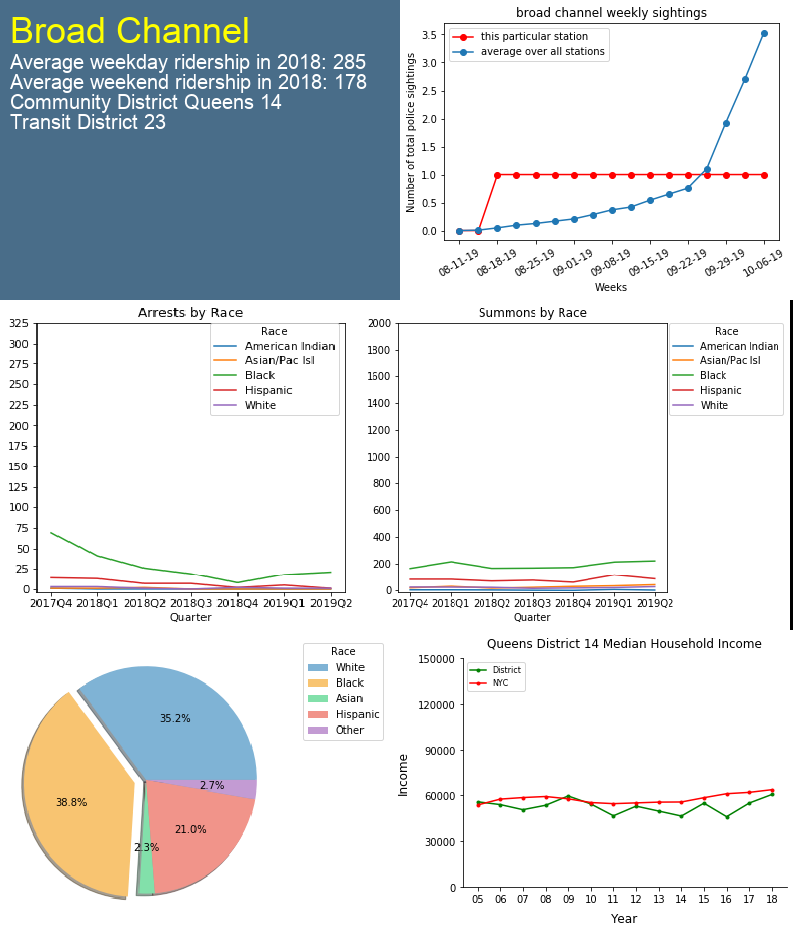 Broad Channel
Average weekday ridership in 2018: 285
Average weekend ridership in 2018: 178
Community District Queens 14
Transit District 23
broad channel weekly sightings
this particular station
average over all stations
Number of total police sightings
3.5
3.0
2.5
2.0
1.5
1.0
0.5
0.0
08-11-19 08-18-19 08-25-19 09-01-19 09-08-19 09-15-19 09-22-19 09-29-19 10-06-19
Weeks
Arrests by Race
Race
American Indian
Asian/Pac Isl
Black
Hispanic
White
325
300
275
250
225
200
175
150
125
100
75
50
25
0
2017Q4 2018Q1 2018Q2 2018Q3 2018Q4 2019Q1 2019Q2
Quarter
Summons by Race
Race
American Indian
Asian/Pac Isl
Black
Hispanic
White
2000
1800
1600
1400
1200
1000
800
600
400
200
0
2017Q4 2018Q1 2018Q2 2018Q3 2018Q4 2019Q1 2019Q2
Quarter
Race
White
Black
Asian
Hispanic
Other
35.2%
38.8%
2.3%
21.0%
2.7%
Queens District 14 Median Household Income
District
NYC
Income
150000
120000
90000
60000
30000
0
05 06 07 08 09 10 11 12 13 14 15 16 17 18
Year